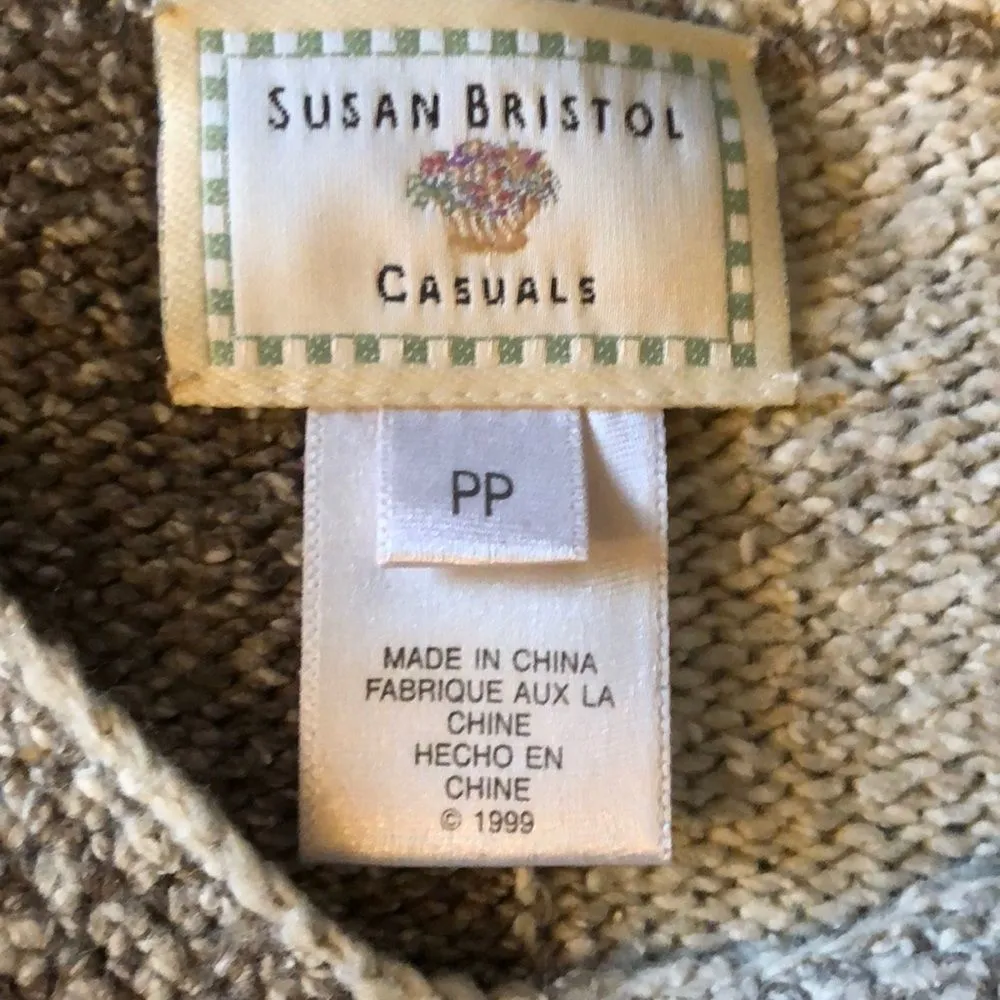 SUSAN BRISTOL
CASUALS
PP
MADE IN CHINA
FABRIQUE AUX LA
CHINE
HECHO EN
CHINE
© 1999